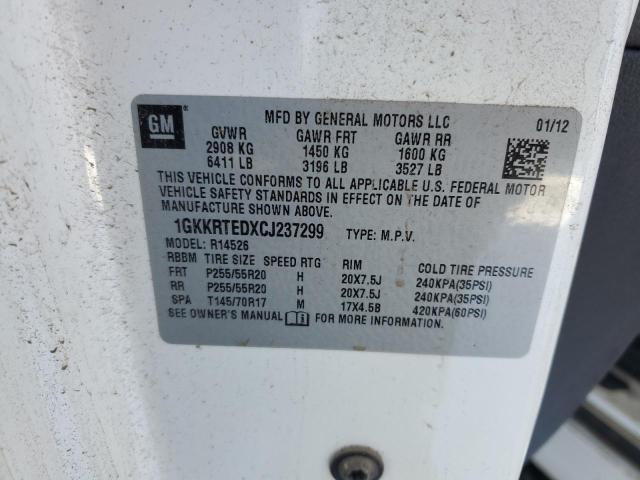 GM
MFD BY GENERAL MOTORS LLC
01/12
GVWR GAWR FRT GAWR RR
2908 KG 1450 KG 1600 KG
6411 LB 3196 LB 3527 LB
THIS VEHICLE CONFORMS TO ALL APPLICABLE U.S. FEDERAL MOTOR
VEHICLE SAFETY STANDARDS IN EFFECT ON THE DATE OF
MANUFACTURE SHOWN ABOVE.
1GKKRTEDXCJ237299 TYPE: M.P.V.
MODEL: R14526
RBBM TIRE SIZE SPEED RTG RIM COLD TIRE PRESSURE
FRT P255/55R20 H 20X7.5J 240KPA(35PSI)
RR P255/55R20 H 20X7.5J 240KPA(35PSI)
SPA T145/70R17 M 17X4.5B 420KPA(60PSI)
SEE OWNER'S MANUAL FOR MORE INFORMATION.